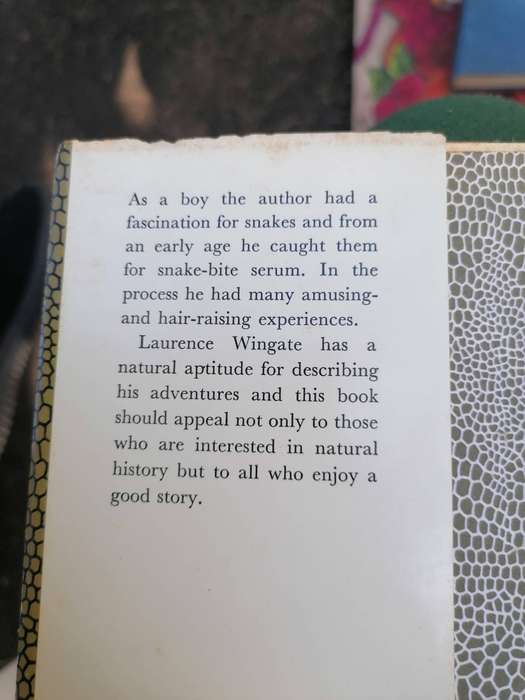 As a boy the author had a
fascination for snakes and from
an early age he caught them
for snake-bite serum. In the
process he had many amusing-
and hair-raising experiences.
Laurence Wingate has a
natural aptitude for describing
his adventures and this book
should appeal not only to those
who are interested in natural
history but to all who enjoy a
good story.